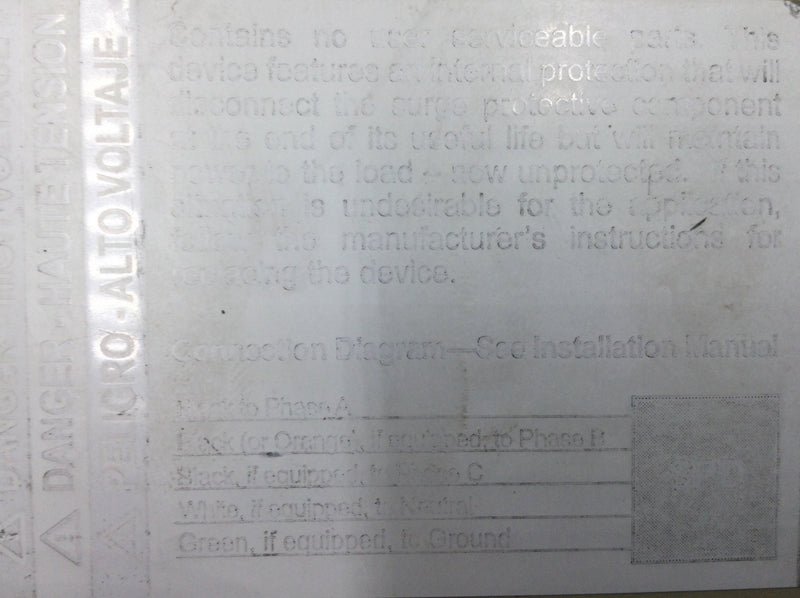 Contains no user serviceable parts. This
device features an internal protection that will
disconnect the surge protective component
at the end of its useful life but will maintain
power to the load – now unprotected. If this
situation is undesirable for the application,
follow the manufacturer's instructions for
replacing the device.
Connection Diagram—See Installation Manual
Black to Phase A
Black (or Orange), if equipped, to Phase B
Black, if equipped, to Phase C
White, if equipped, to Neutral
Green, if equipped, to Ground
DANGER - HAUTE TENSION
PELIGRO - ALTO VOLTAJE